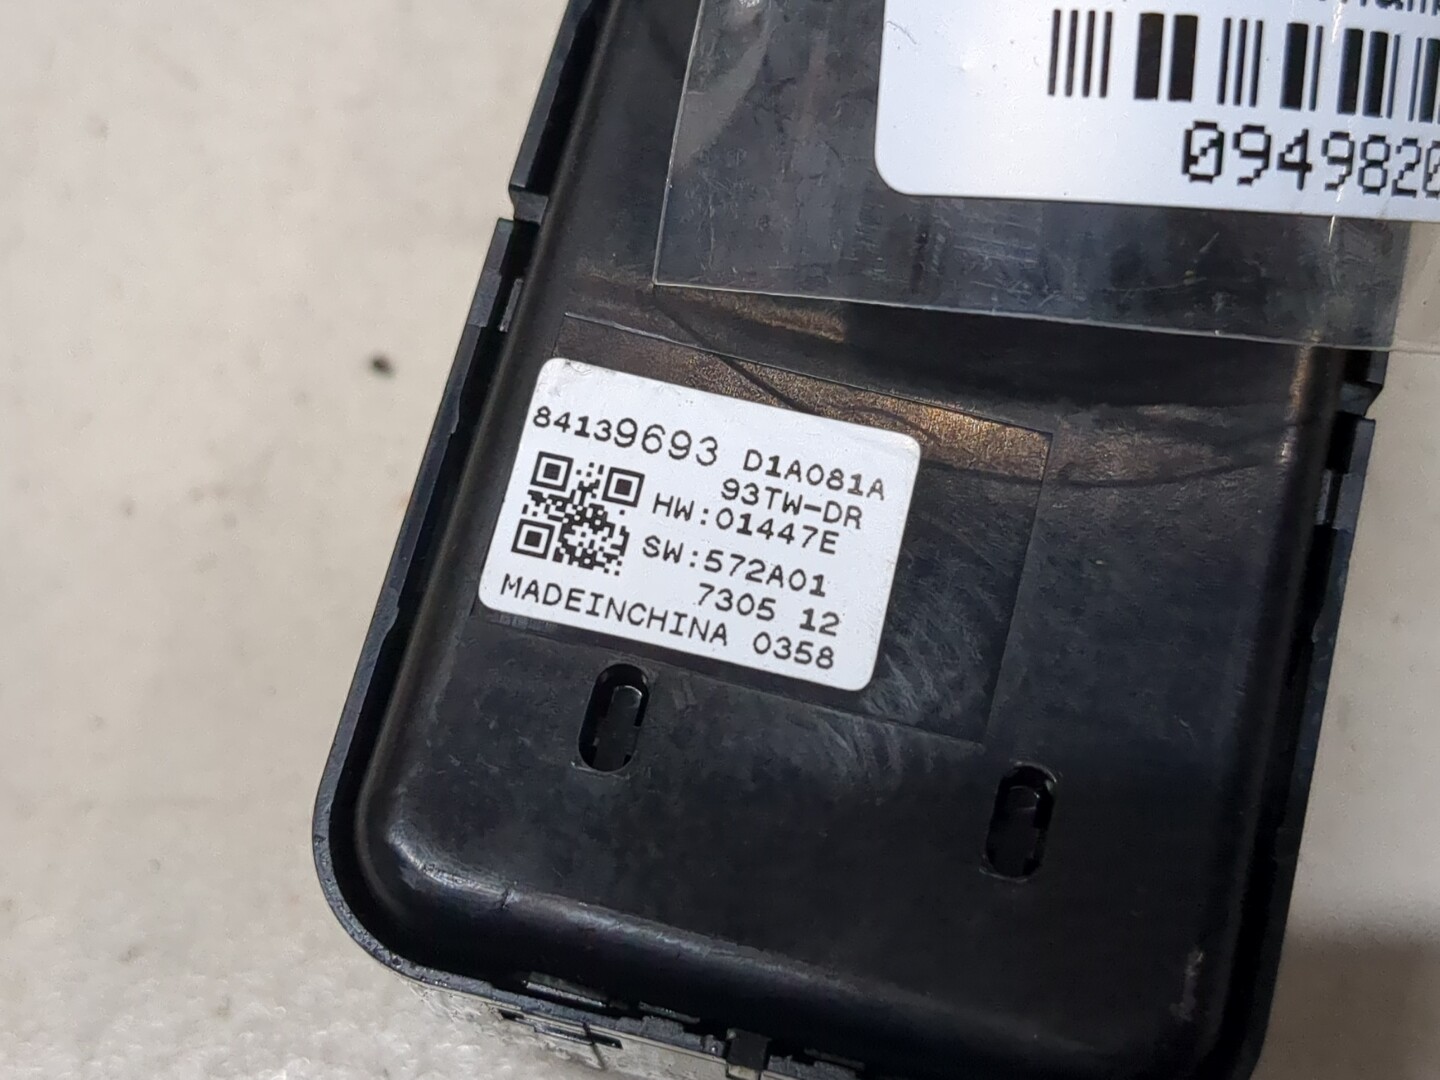 0949820
84139693 D1A081A
93TW-DR
HW:01447E
SW:572A01
7305 12
MADEINCHINA 0358